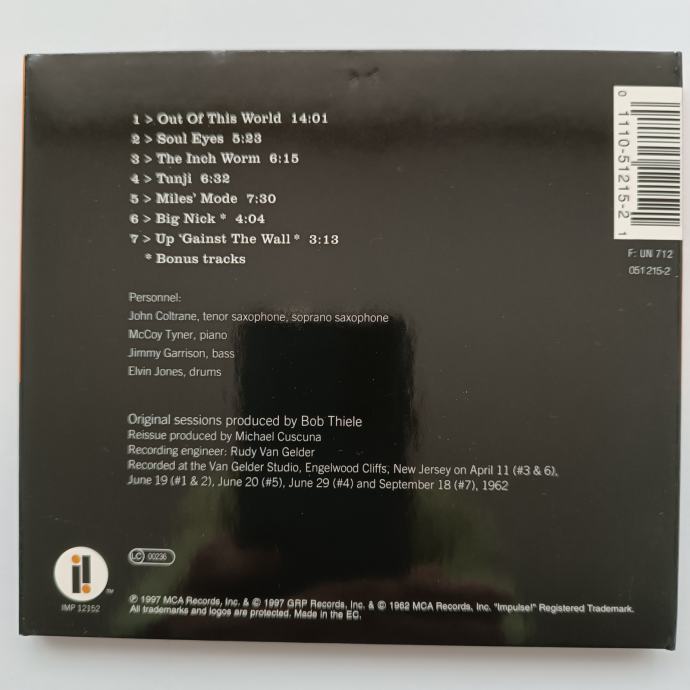 1 > Out Of This World 14:01
2 > Soul Eyes 5:23
3 > The Inch Worm 6:15
4 > Tunji 6:32
5 > Miles' Mode 7:30
6 > Big Nick * 4:04
7 > Up 'Gainst The Wall * 3:13
* Bonus tracks
0 1110-51215-2 1
F: UN 712
051 215-2
Personnel:
John Coltrane, tenor saxophone, soprano saxophone
McCoy Tyner, piano
Jimmy Garrison, bass
Elvin Jones, drums
Original sessions produced by Bob Thiele
Reissue produced by Michael Cuscuna
Recording engineer: Rudy Van Gelder
Recorded at the Van Gelder Studio, Engelwood Cliffs, New Jersey on April 11 (#3 & 6),
June 19 (#1 & 2), June 20 (#5), June 29 (#4) and September 18 (#7), 1962
LC 00236
i!™
IMP 12152
℗ 1997 MCA Records, Inc. & © 1997 GRP Records, Inc. & © 1962 MCA Records, Inc. "Impulse!" Registered Trademark.
All trademarks and logos are protected. Made in the EC.